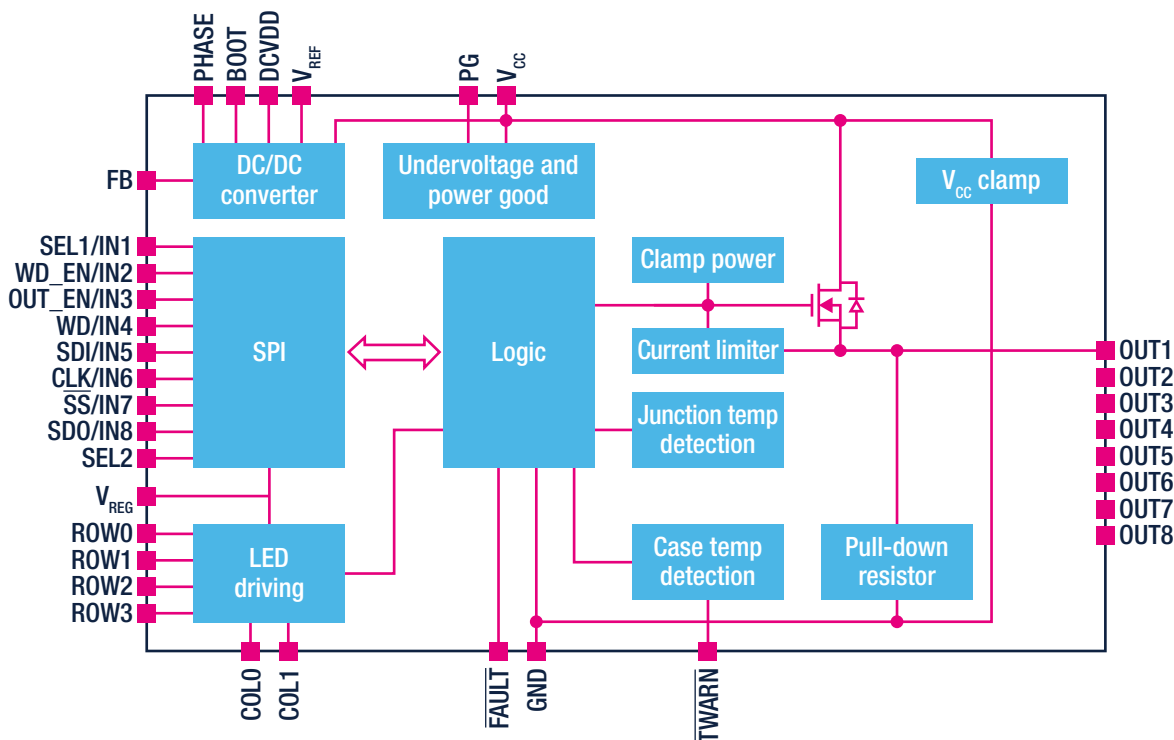 PHASE
BOOT
DCVDD
VREF
PG
VCC
FB
DC/DC
converter
Undervoltage and
power good
VCC clamp
SEL1/IN1
WD_EN/IN2
OUT_EN/IN3
WD/IN4
SDI/IN5
CLK/IN6
SS/IN7
SDO/IN8
SEL2
VREG
ROW0
ROW1
ROW2
ROW3
SPI
Logic
Clamp power
Current limiter
Junction temp
detection
LED
driving
Case temp
detection
Pull-down
resistor
OUT1
OUT2
OUT3
OUT4
OUT5
OUT6
OUT7
OUT8
COL0
COL1
FAULT
GND
TWARN